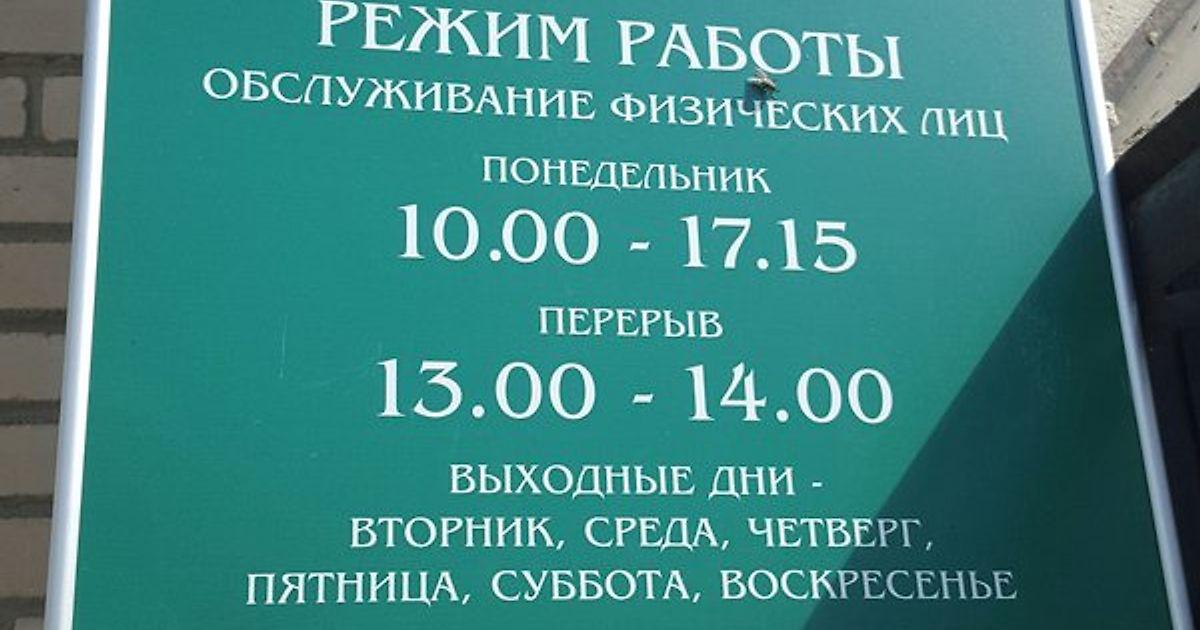 РЕЖИМ РАБОТЫ
ОБСЛУЖИВАНИЕ ФИЗИЧЕСКИХ ЛИЦ
ПОНЕДЕЛЬНИК
10.00 - 17.15
ПЕРЕРЫВ
13.00 - 14.00
ВЫХОДНЫЕ ДНИ -
ВТОРНИК, СРЕДА, ЧЕТВЕРГ,
ПЯТНИЦА, СУББОТА, ВОСКРЕСЕНЬЕ